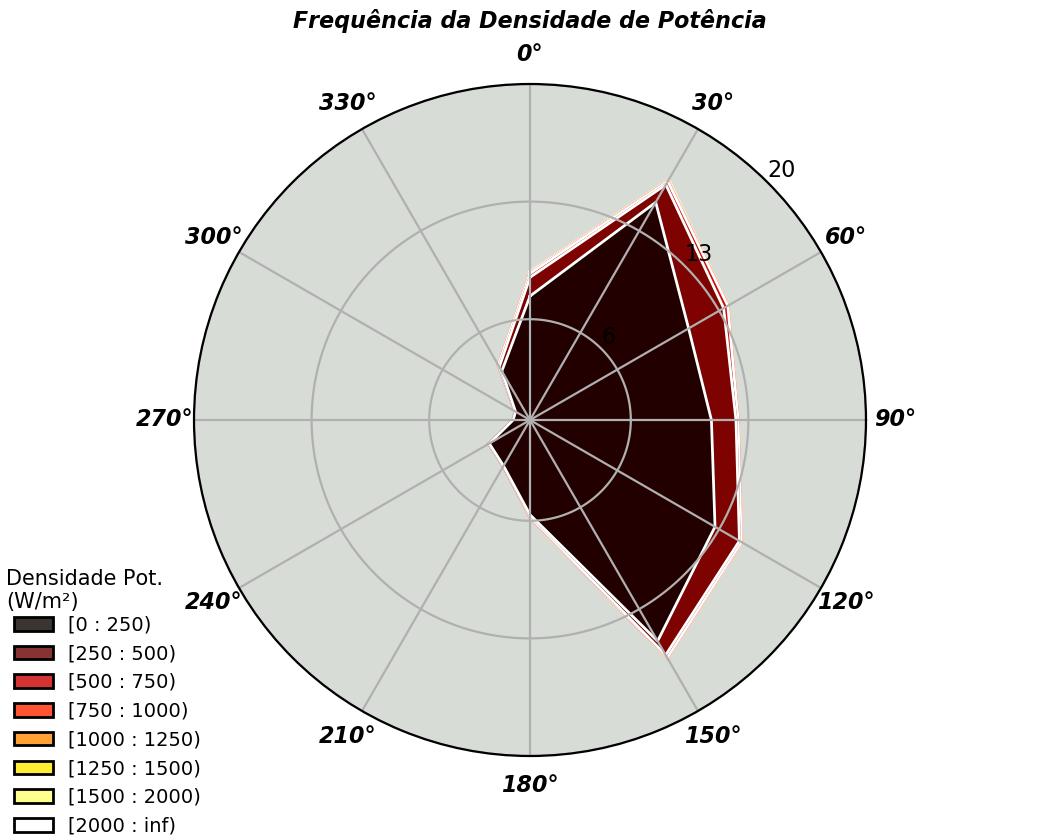 Frequência da Densidade de Potência
0°
330°
30°
20
300°
60°
13
6
270°
90°
240°
120°
210°
150°
180°
Densidade Pot.
(W/m²)
[0 : 250)
[250 : 500)
[500 : 750)
[750 : 1000)
[1000 : 1250)
[1250 : 1500)
[1500 : 2000)
[2000 : inf)